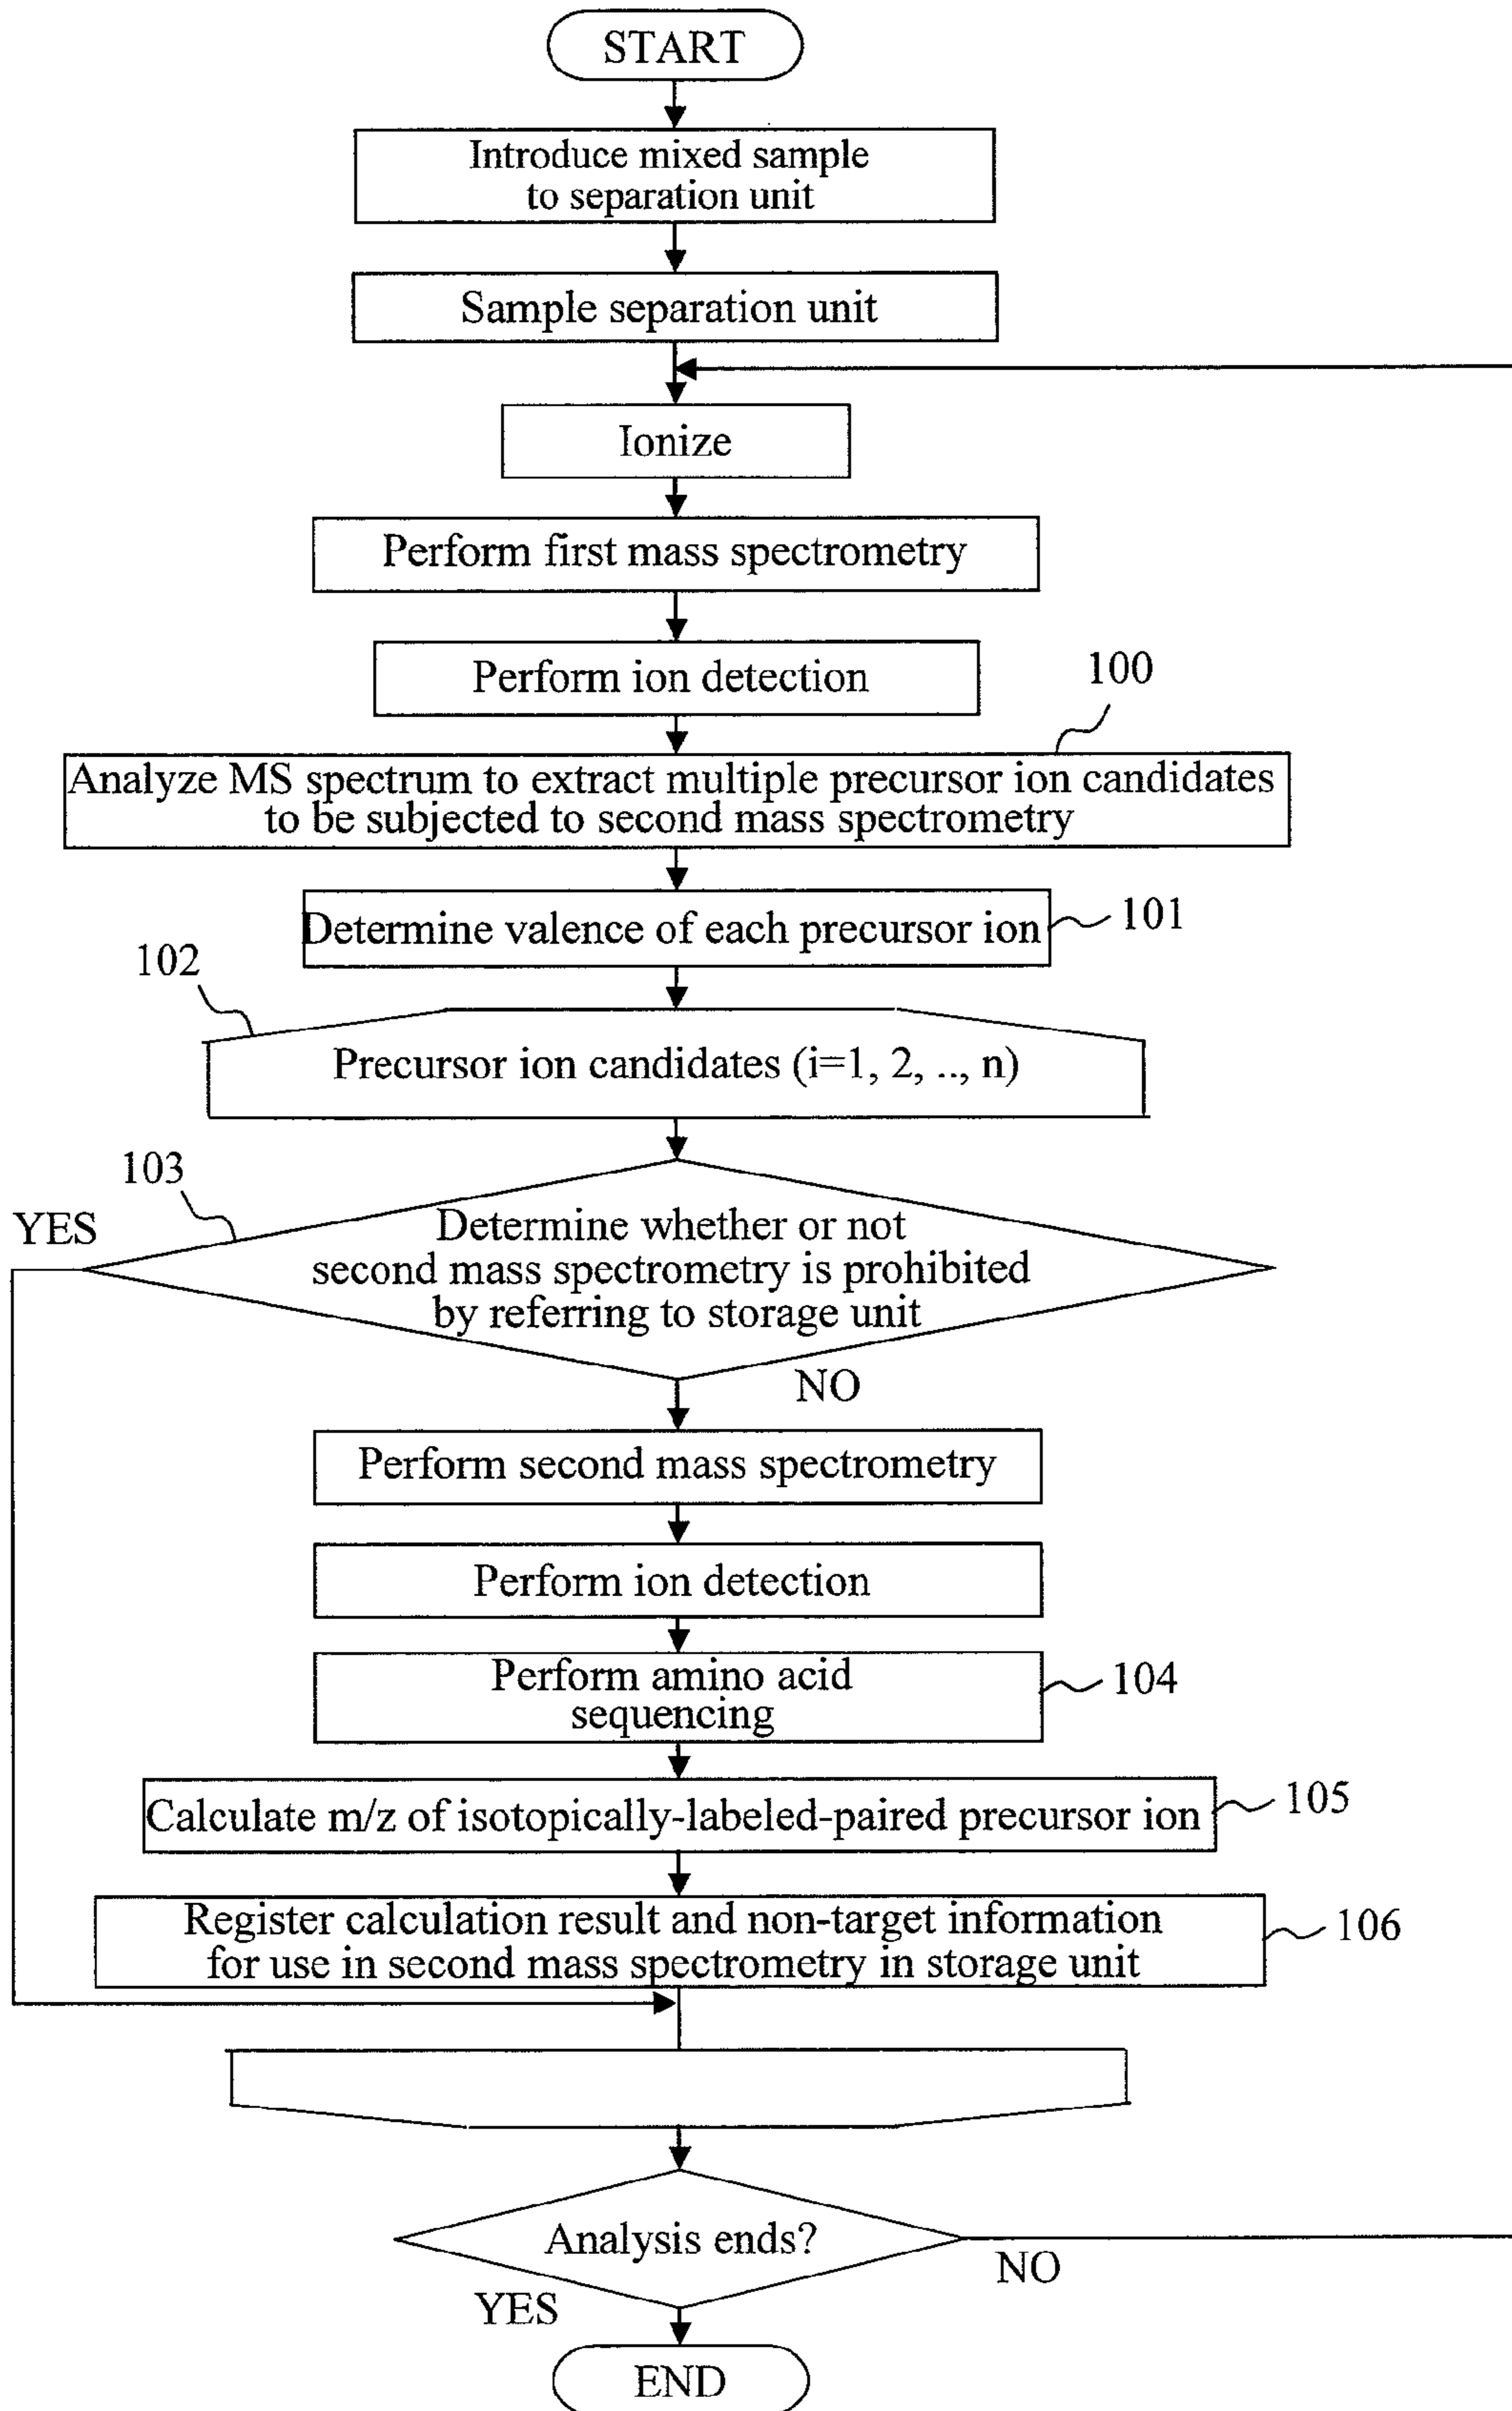 START
Introduce mixed sample
to separation unit
Sample separation unit
Ionize
Perform first mass spectrometry
Perform ion detection
100
Analyze MS spectrum to extract multiple precursor ion candidates
to be subjected to second mass spectrometry
Determine valence of each precursor ion
101
102
Precursor ion candidates (i=1, 2, .., n)
103
YES
Determine whether or not
second mass spectrometry is prohibited
by referring to storage unit
NO
Perform second mass spectrometry
Perform ion detection
Perform amino acid
sequencing
104
Calculate m/z of isotopically-labeled-paired precursor ion
105
Register calculation result and non-target information
for use in second mass spectrometry in storage unit
106
Analysis ends?
NO
YES
END